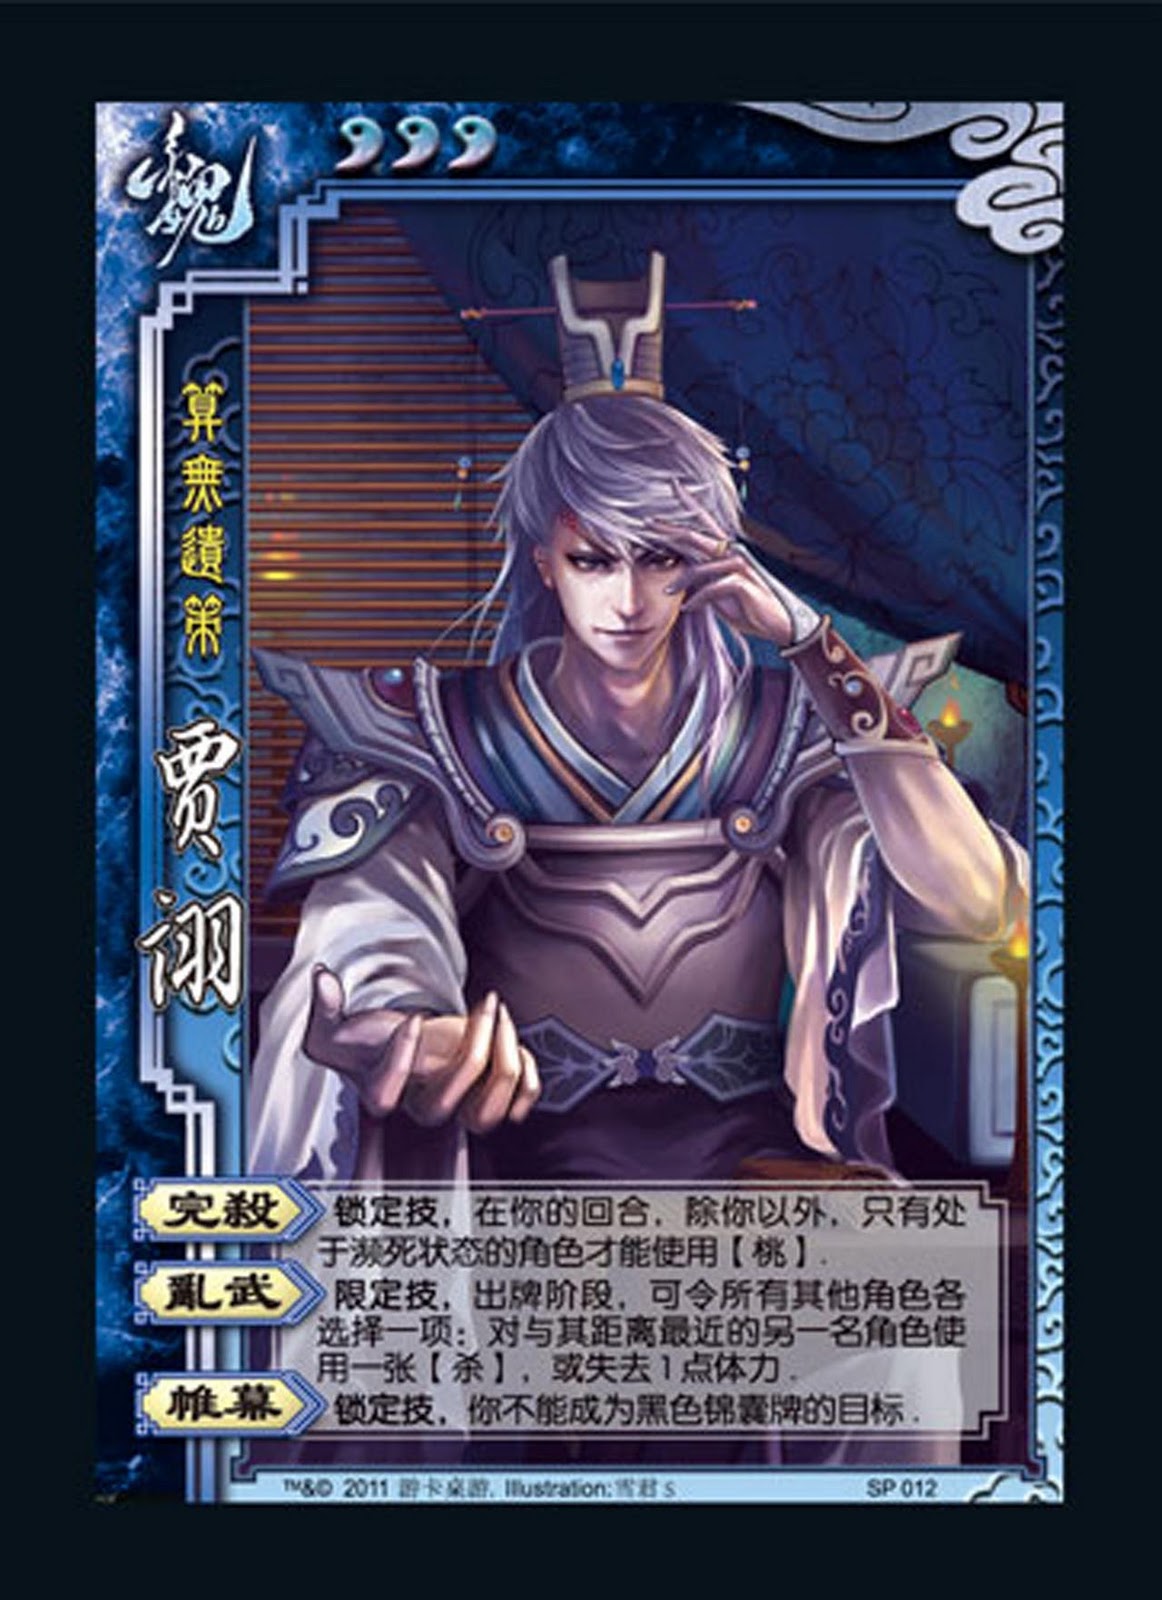 魏
算無遺策
贾诩
完殺
锁定技，在你的回合，除你以外，只有处
于濒死状态的角色才能使用【桃】.
亂武
限定技，出牌阶段，可令所有其他角色各
选择一项：对与其距离最近的另一名角色使
用一张【杀】，或失去1点体力.
帷幕
锁定技，你不能成为黑色锦囊牌的目标.
™&© 2011 游卡桌游, Illustration:雪君S
SP 012